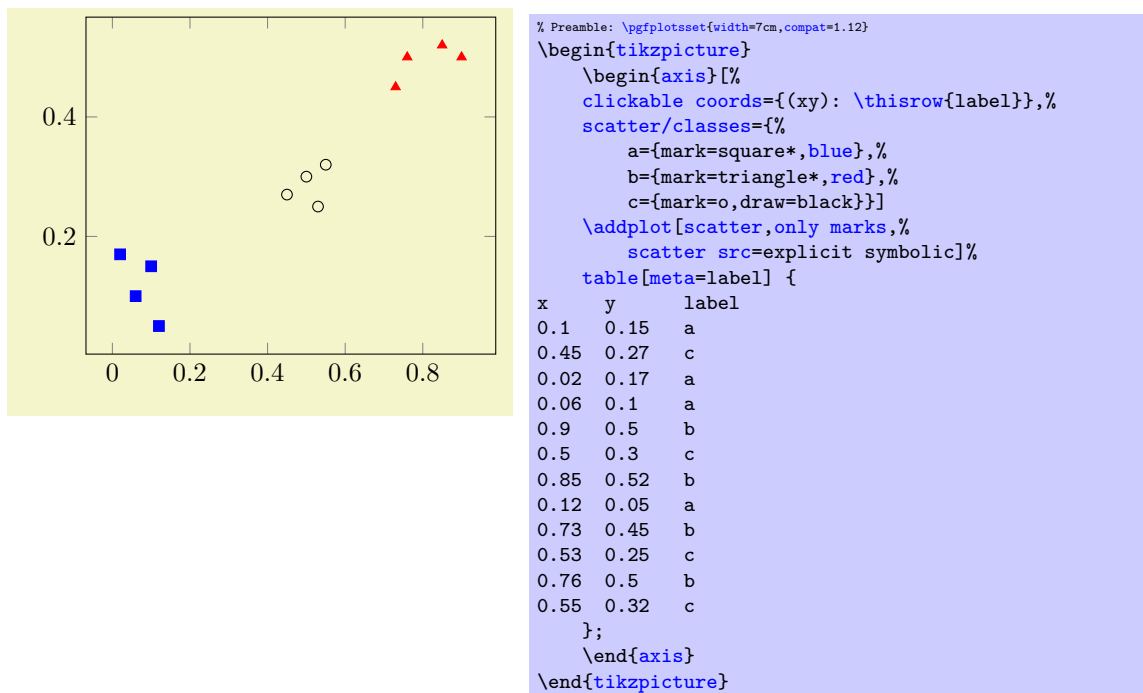 0.4
0.2
0 0.2 0.4 0.6 0.8
% Preamble: \pgfplotsset{width=7cm,compat=1.12}
\begin{tikzpicture}
    \begin{axis}[%
    clickable coords={(xy): \thisrow{label}},%
    scatter/classes={%
        a={mark=square*,blue},%
        b={mark=triangle*,red},%
        c={mark=o,draw=black}}]
    \addplot[scatter,only marks,%
        scatter src=explicit symbolic]%
    table[meta=label] {
x     y      label
0.1   0.15   a
0.45  0.27   c
0.02  0.17   a
0.06  0.1    a
0.9   0.5    b
0.5   0.3    c
0.85  0.52   b
0.12  0.05   a
0.73  0.45   b
0.53  0.25   c
0.76  0.5    b
0.55  0.32   c
    };
    \end{axis}
\end{tikzpicture}